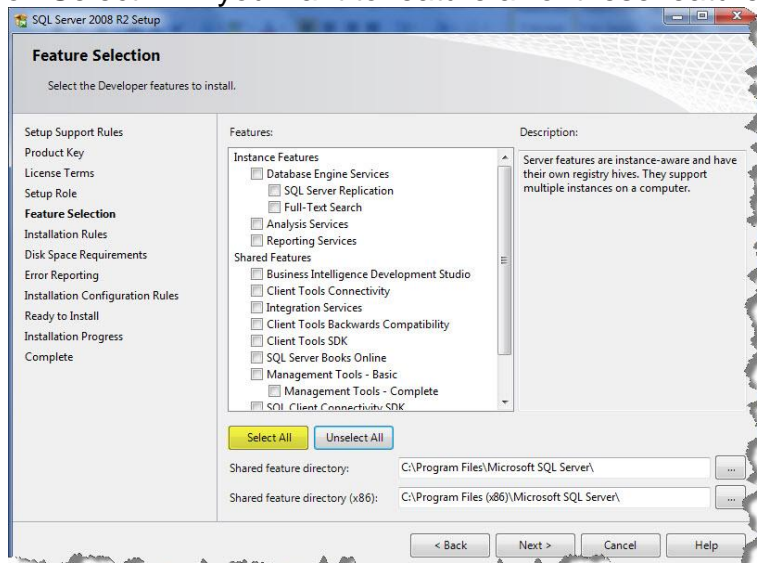 SQL Server 2008 R2 Setup
Feature Selection
Select the Developer features to install.
Setup Support Rules
Product Key
License Terms
Setup Role
Feature Selection
Installation Rules
Disk Space Requirements
Error Reporting
Installation Configuration Rules
Ready to Install
Installation Progress
Complete
Features:
Instance Features
Database Engine Services
SQL Server Replication
Full-Text Search
Analysis Services
Reporting Services
Shared Features
Business Intelligence Development Studio
Client Tools Connectivity
Integration Services
Client Tools Backwards Compatibility
Client Tools SDK
SQL Server Books Online
Management Tools - Basic
Management Tools - Complete
SQL Client Connectivity SDK
Description:
Server features are instance-aware and have
their own registry hives. They support
multiple instances on a computer.
Select All Unselect All
Shared feature directory: C:\Program Files\Microsoft SQL Server\ ...
Shared feature directory (x86): C:\Program Files (x86)\Microsoft SQL Server\ ...
< Back Next > Cancel Help